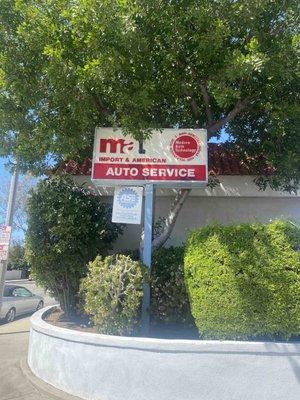 mat
IMPORT & AMERICAN
AUTO SERVICE
Modern
Auto
Technology
ASE